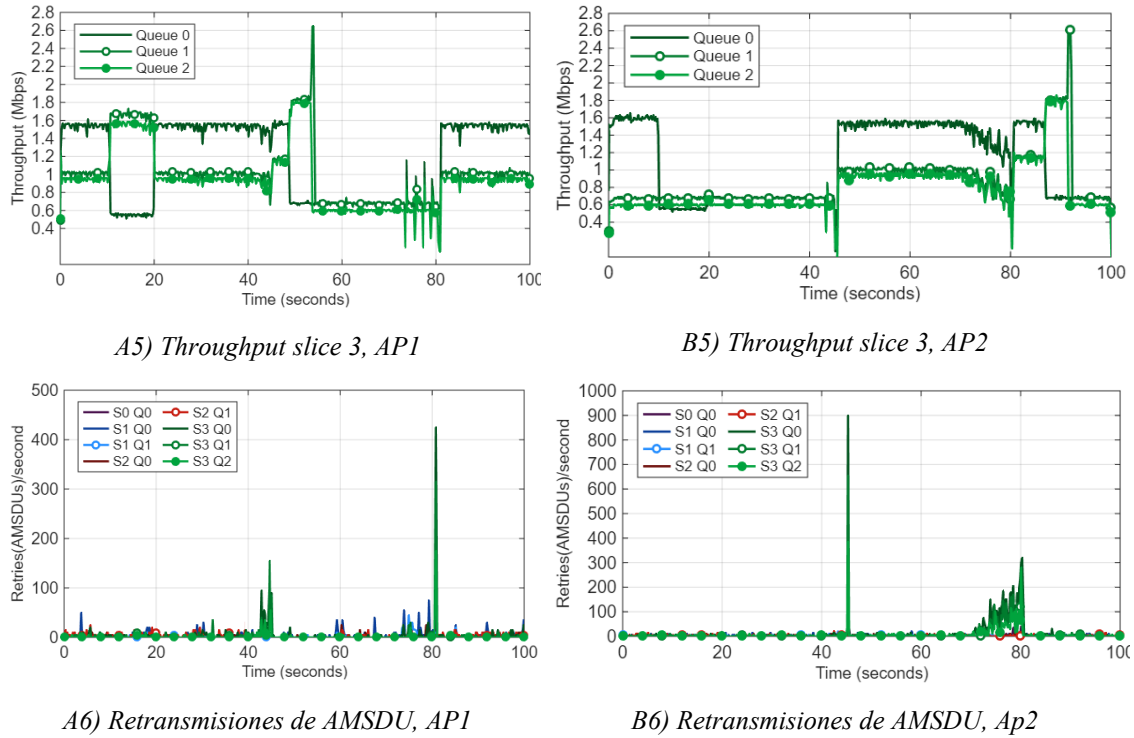 2.8
2.6
2.4
2.2
2
1.8
1.6
1.4
1.2
1
0.8
0.6
0.4
Throughput (Mbps)
Queue 0
Queue 1
Queue 2
0 20 40 60 80 100
Time (seconds)
A5) Throughput slice 3, AP1
2.8
2.6
2.4
2.2
2
1.8
1.6
1.4
1.2
1
0.8
0.6
0.4
Throughput (Mbps)
Queue 0
Queue 1
Queue 2
0 20 40 60 80 100
Time (seconds)
B5) Throughput slice 3, AP2
500
400
300
200
100
0
Retries(AMSDUs)/second
S0 Q0 S2 Q1
S1 Q0 S3 Q0
S1 Q1 S3 Q1
S2 Q0 S3 Q2
0 20 40 60 80 100
Time (seconds)
A6) Retransmisiones de AMSDU, AP1
1000
900
800
700
600
500
400
300
200
100
0
Retries(AMSDUs)/second
S0 Q0 S2 Q1
S1 Q0 S3 Q0
S1 Q1 S3 Q1
S2 Q0 S3 Q2
0 20 40 60 80 100
Time (seconds)
B6) Retransmisiones de AMSDU, Ap2